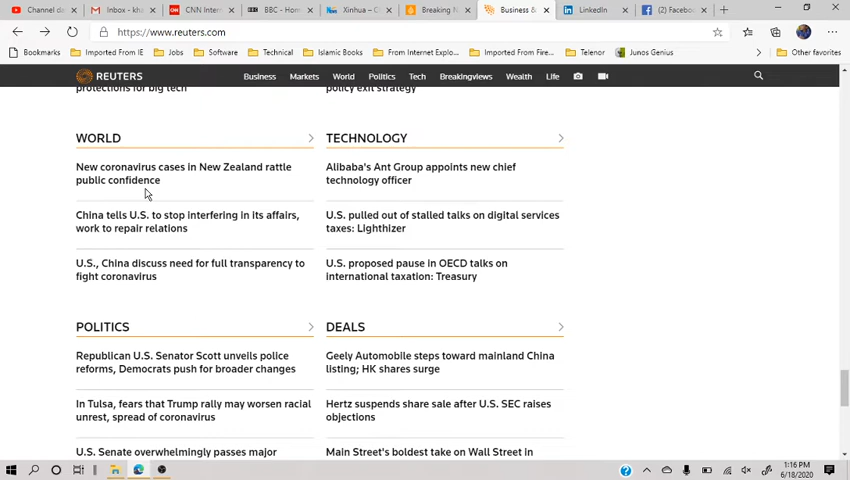 Channel da
Inbox - kha
CNN Intern
BBC - Hom
Xinhua – C
Breaking N
Business &
LinkedIn
(2) Facebo
https://www.reuters.com
Bookmarks
Imported From IE
Jobs
Software
Technical
Islamic Books
From Internet Explo...
Imported From Fire...
Telenor
Junos Genius
Other favorites
REUTERS
Business
Markets
World
Politics
Tech
Breakingviews
Wealth
Life
protections for big tech
policy exit strategy
WORLD
New coronavirus cases in New Zealand rattle
public confidence
China tells U.S. to stop interfering in its affairs,
work to repair relations
U.S., China discuss need for full transparency to
fight coronavirus
TECHNOLOGY
Alibaba's Ant Group appoints new chief
technology officer
U.S. pulled out of stalled talks on digital services
taxes: Lighthizer
U.S. proposed pause in OECD talks on
international taxation: Treasury
POLITICS
Republican U.S. Senator Scott unveils police
reforms, Democrats push for broader changes
In Tulsa, fears that Trump rally may worsen racial
unrest, spread of coronavirus
U.S. Senate overwhelmingly passes major
DEALS
Geely Automobile steps toward mainland China
listing; HK shares surge
Hertz suspends share sale after U.S. SEC raises
objections
Main Street's boldest take on Wall Street in
1:16 PM
6/18/2020